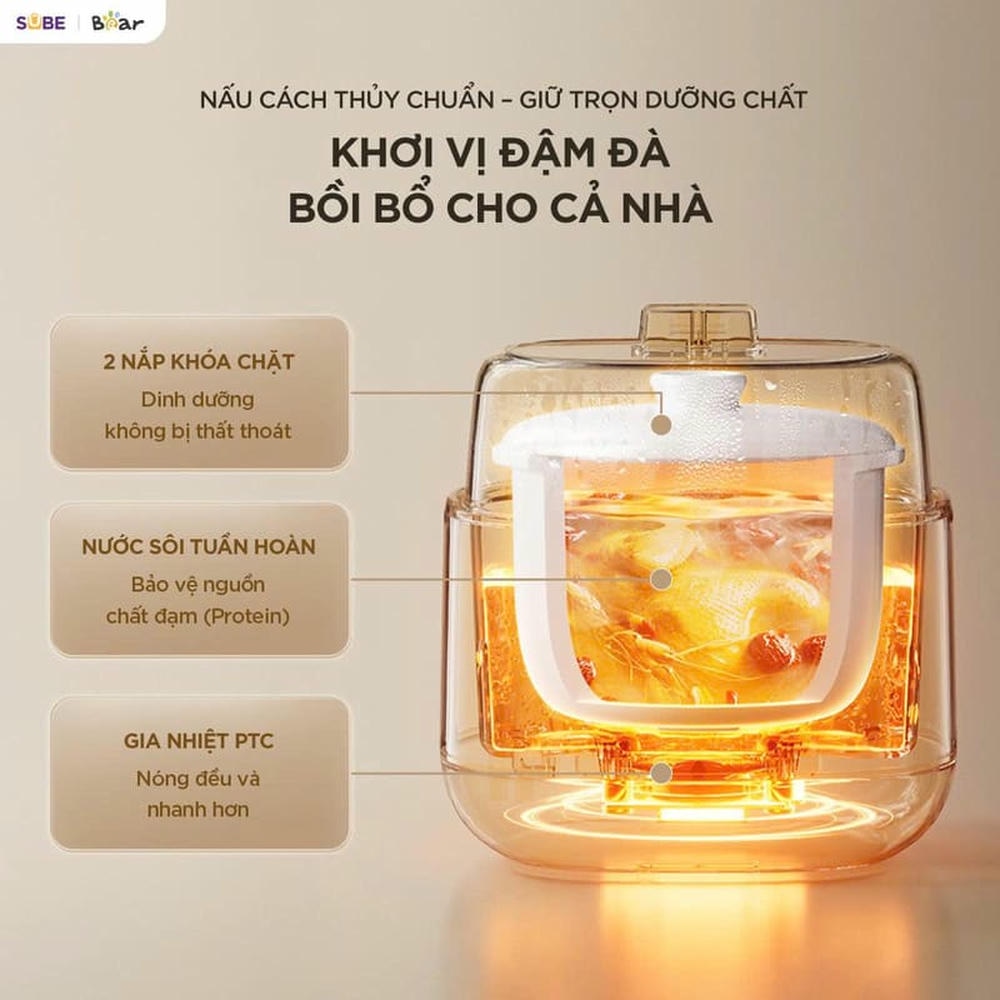 SUBE | Bear
NẤU CÁCH THỦY CHUẨN – GIỮ TRỌN DƯỠNG CHẤT
KHƠI VỊ ĐẬM ĐÀ
BỒI BỔ CHO CẢ NHÀ
2 NẮP KHÓA CHẶT
Dinh dưỡng
không bị thất thoát
NƯỚC SÔI TUẦN HOÀN
Bảo vệ nguồn
chất đạm (Protein)
GIA NHIỆT PTC
Nóng đều và
nhanh hơn